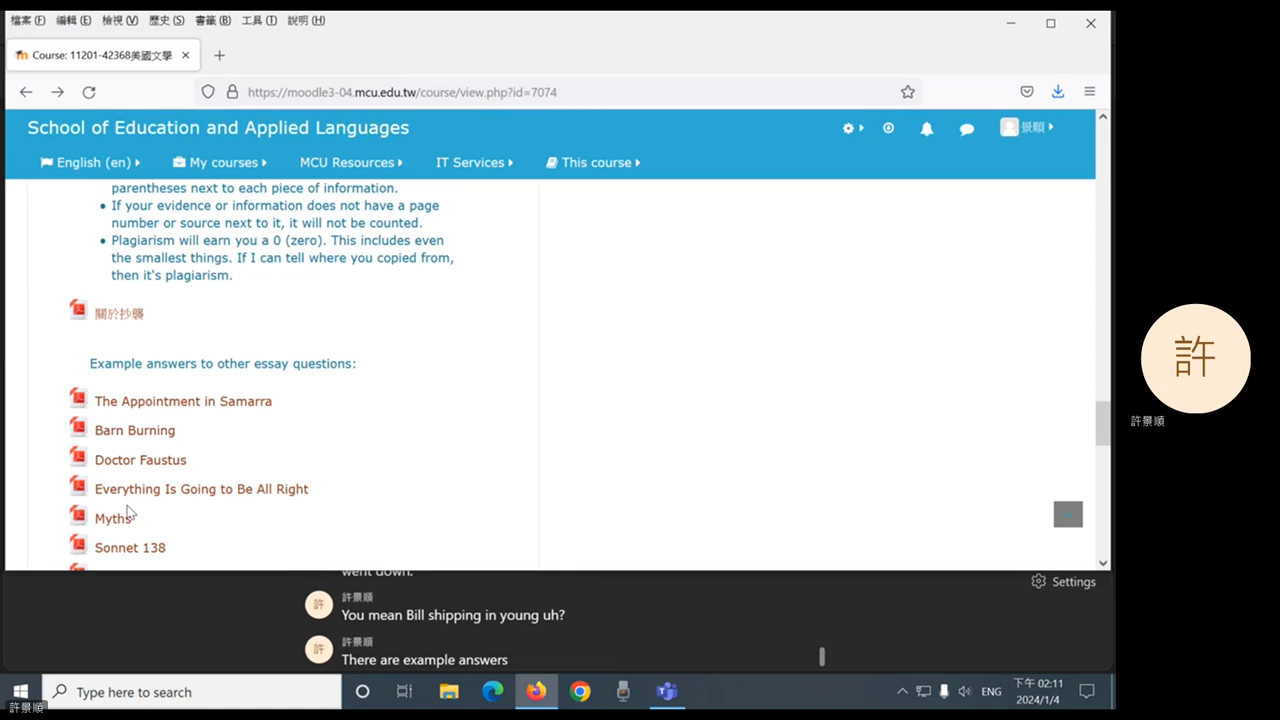 檔案(F) 編輯(E) 檢視(V) 歷史(S) 書籤(B) 工具(T) 說明(H)
Course: 11201-42368美國文學
https://moodle3-04.mcu.edu.tw/course/view.php?id=7074
School of Education and Applied Languages
景順
English (en) My courses MCU Resources IT Services This course
parentheses next to each piece of information.
If your evidence or information does not have a page
number or source next to it, it will not be counted.
Plagiarism will earn you a 0 (zero). This includes even
the smallest things. If I can tell where you copied from,
then it's plagiarism.
關於抄襲
Example answers to other essay questions:
The Appointment in Samarra
Barn Burning
Doctor Faustus
Everything Is Going to Be All Right
Myths
Sonnet 138
許
許景順
went down.
Settings
許 許景順
You mean Bill shipping in young uh?
許 許景順
There are example answers
Type here to search
ENG
下午 02:11
2024/1/4
許景順